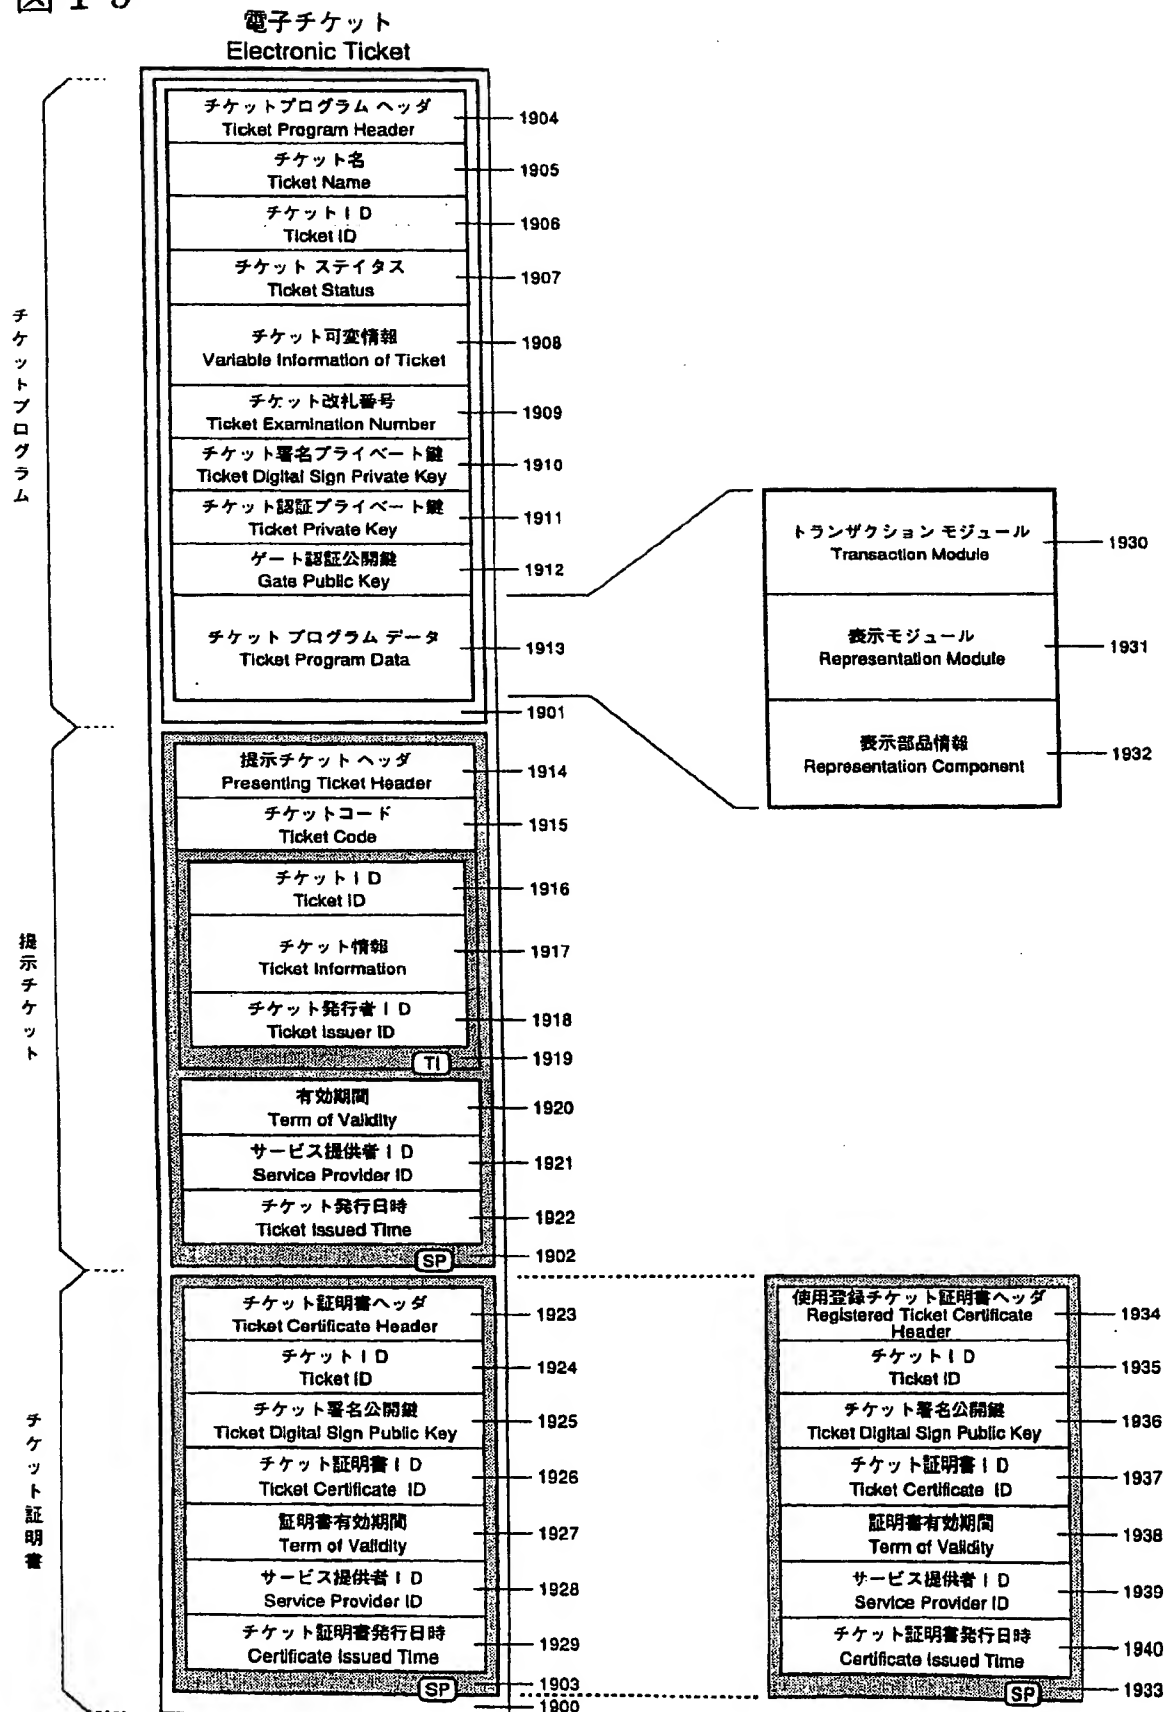 電子チケット
Electronic Ticket
チケットプログラム
チケットプログラム ヘッダ
Ticket Program Header
1904
チケット名
Ticket Name
1905
チケットID
Ticket ID
1906
チケット ステイタス
Ticket Status
1907
チケット可変情報
Variable Information of Ticket
1908
チケット改札番号
Ticket Examination Number
1909
チケット署名プライベート鍵
Ticket Digital Sign Private Key
1910
チケット認証プライベート鍵
Ticket Private Key
1911
ゲート認証公開鍵
Gate Public Key
1912
チケット プログラム データ
Ticket Program Data
1913
1901
トランザクション モジュール
Transaction Module
1930
表示モジュール
Representation Module
1931
表示部品情報
Representation Component
1932
提示チケット
提示チケット ヘッダ
Presenting Ticket Header
1914
チケットコード
Ticket Code
1915
チケットID
Ticket ID
1916
チケット情報
Ticket Information
1917
チケット発行者ID
Ticket Issuer ID
1918
TI
1919
有効期間
Term of Validity
1920
サービス提供者ID
Service Provider ID
1921
チケット発行日時
Ticket Issued Time
1922
SP
1902
チケット証明書
チケット証明書ヘッダ
Ticket Certificate Header
1923
チケットID
Ticket ID
1924
チケット署名公開鍵
Ticket Digital Sign Public Key
1925
チケット証明書ID
Ticket Certificate ID
1926
証明書有効期間
Term of Validity
1927
サービス提供者ID
Service Provider ID
1928
チケット証明書発行日時
Certificate Issued Time
1929
SP
1903
1900
使用登録チケット証明書ヘッダ
Registered Ticket Certificate
Header
1934
チケットID
Ticket ID
1935
チケット署名公開鍵
Ticket Digital Sign Public Key
1936
チケット証明書ID
Ticket Certificate ID
1937
証明書有効期間
Term of Validity
1938
サービス提供者ID
Service Provider ID
1939
チケット証明書発行日時
Certificate Issued Time
1940
SP
1933